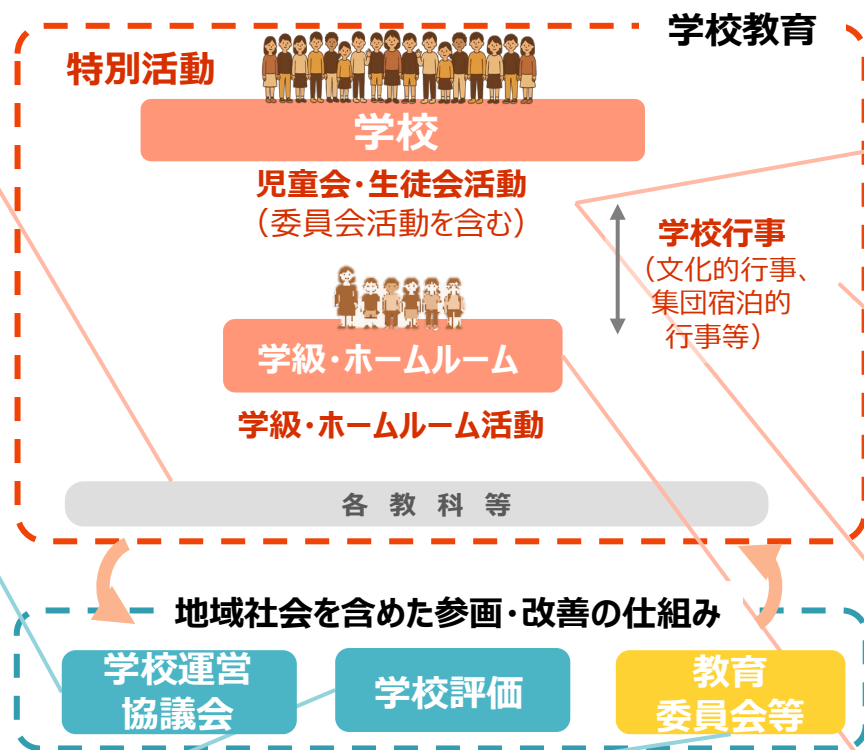 学校教育
特別活動
学校
児童会・生徒会活動
（委員会活動を含む）
学校行事
（文化的行事、
集団宿泊的
行事等）
学級・ホームルーム
学級・ホームルーム活動
各 教 科 等
地域社会を含めた参画・改善の仕組み
学校運営
協議会
学校評価
教育
委員会等